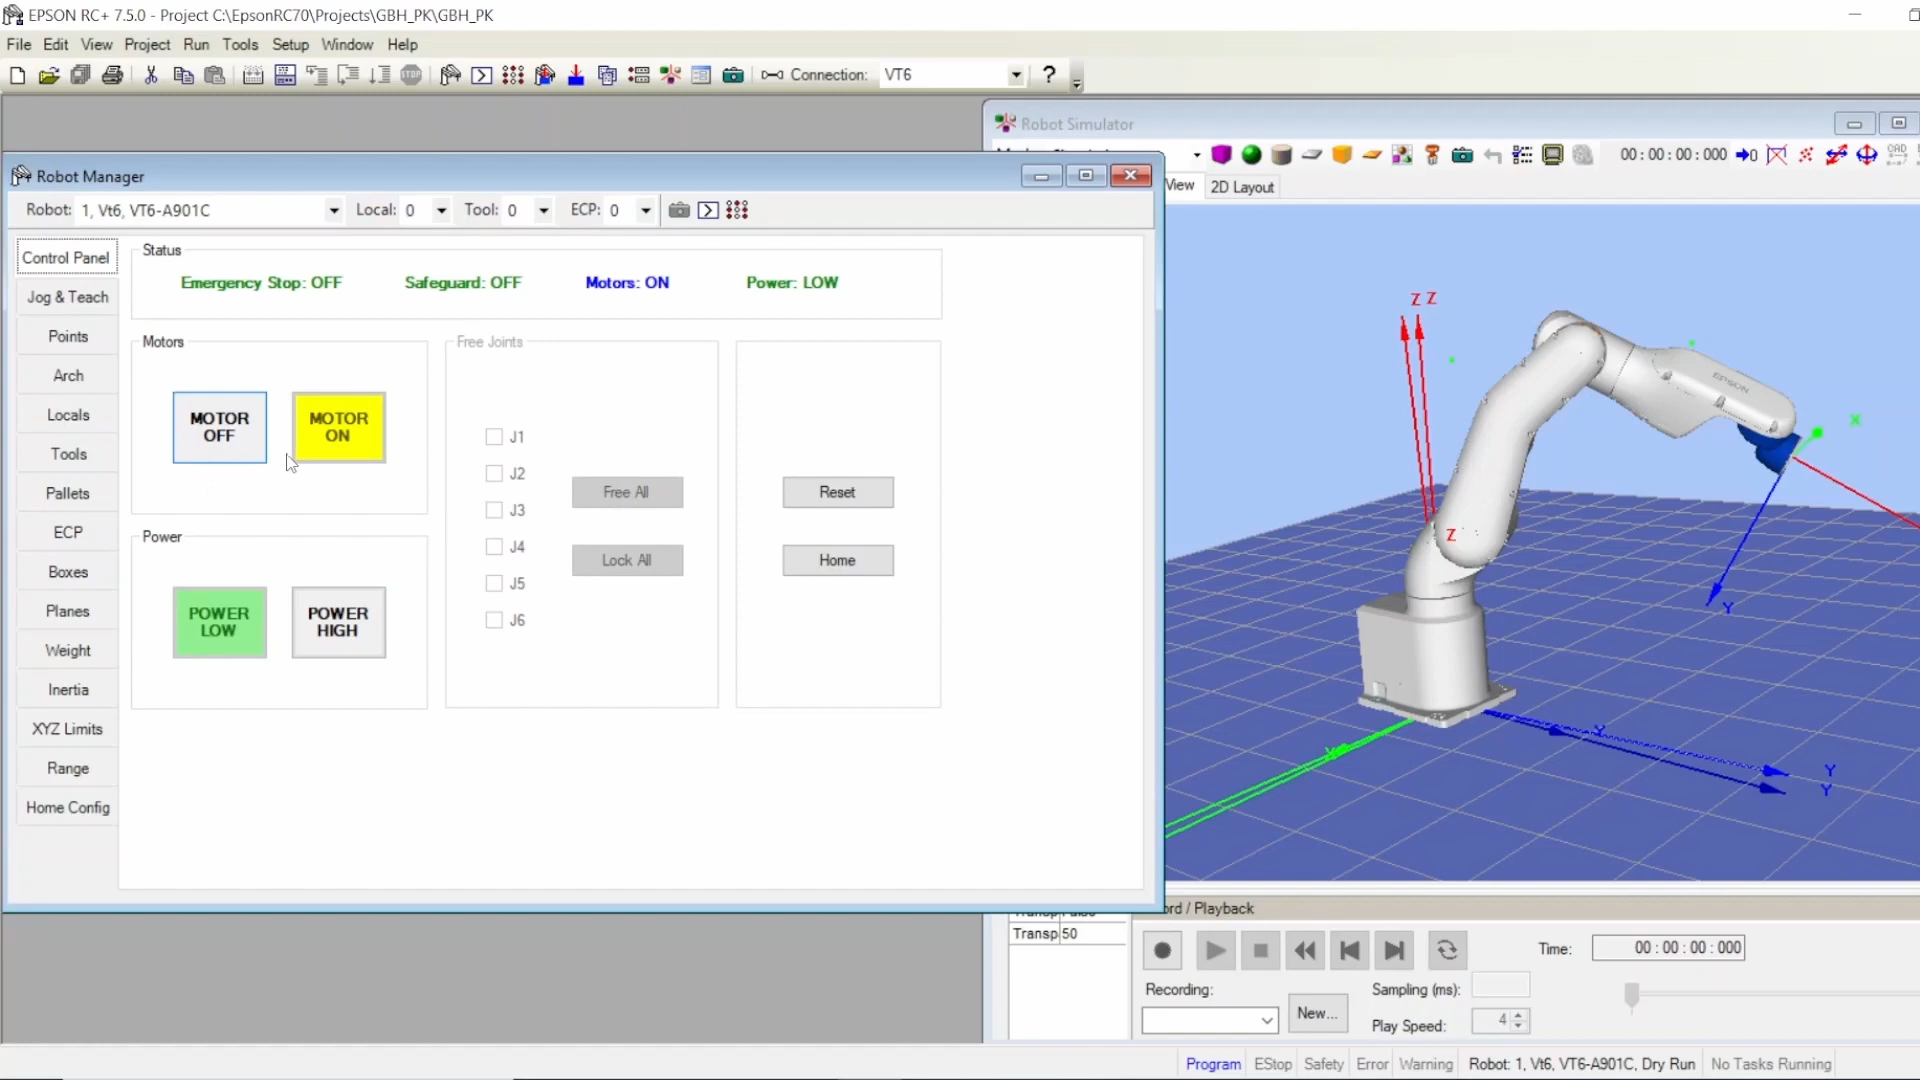 EPSON RC+ 7.5.0 - Project C:\EpsonRC70\Projects\GBH_PK\GBH_PK
File Edit View Project Run Tools Setup Window Help
Connection: VT6 ?
Robot Simulator
00 : 00 : 00 : 000
View 2D Layout
Robot Manager
Robot: 1, Vt6, VT6-A901C Local: 0 Tool: 0 ECP: 0
Control Panel
Jog & Teach
Points
Arch
Locals
Tools
Pallets
ECP
Boxes
Planes
Weight
Inertia
XYZ Limits
Range
Home Config
Status
Emergency Stop: OFF Safeguard: OFF Motors: ON Power: LOW
Motors
MOTOR OFF
MOTOR ON
Power
POWER LOW
POWER HIGH
Free Joints
J1
J2
J3
J4
J5
J6
Free All
Lock All
Reset
Home
Z Z
X
EPSON
Z
Y
Y
Y
Y
Transp 50
rd / Playback
Time: 00 : 00 : 00 : 000
Recording:
New...
Sampling (ms):
Play Speed: 4
Program EStop Safety Error Warning Robot: 1, Vt6, VT6-A901C, Dry Run No Tasks Running